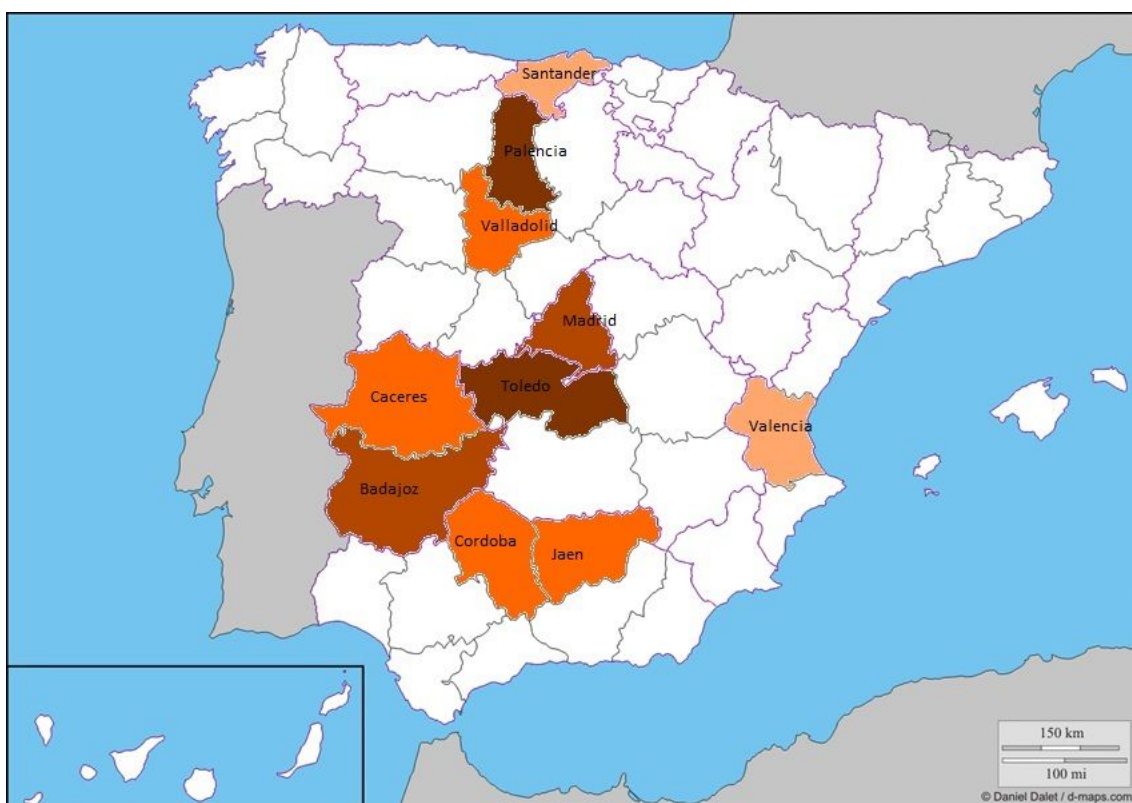 Santander
Palencia
Valladolid
Madrid
Toledo
Caceres
Valencia
Badajoz
Cordoba
Jaen
150 km
100 mi
© Daniel Dalet / d-maps.com